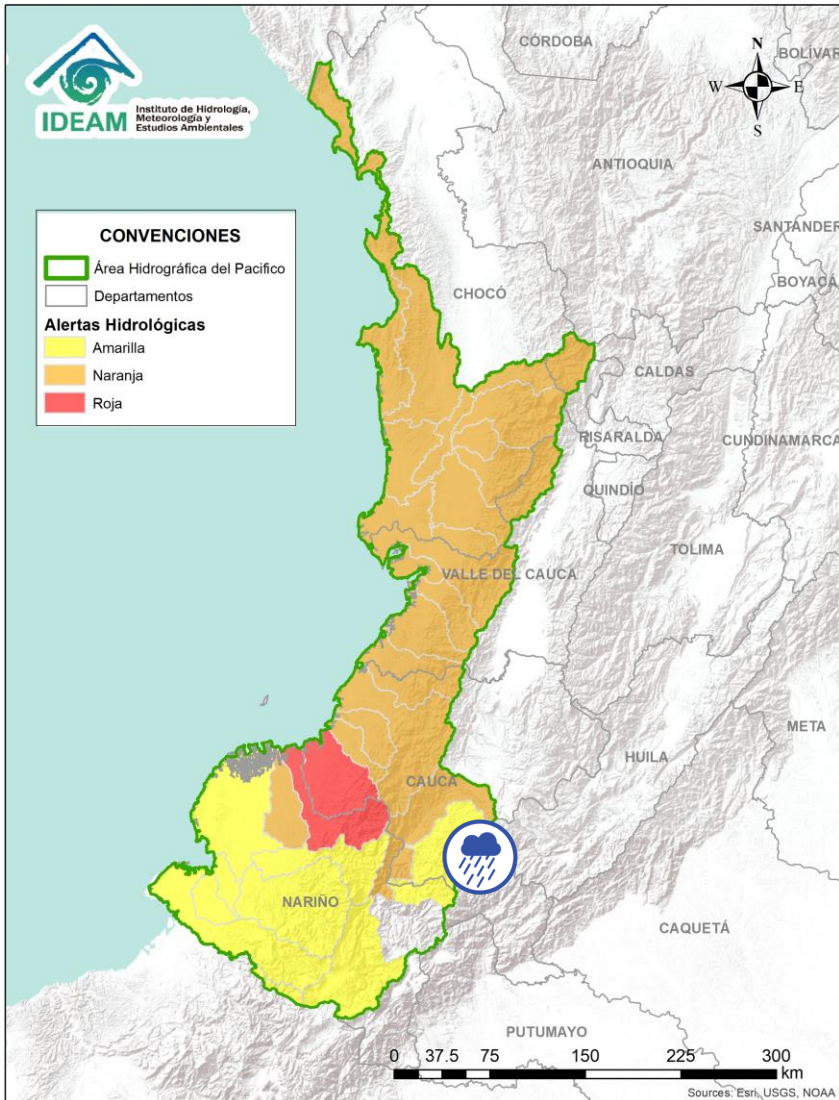 IDEAM
Instituto de Hidrología,
Meteorología y
Estudios Ambientales
CÓRDOBA
BOLÍVAR
N
W
E
S
ANTIOQUIA
SANTANDER
BOYACÁ
CONVENCIONES
Área Hidrográfica del Pacifico
Departamentos
Alertas Hidrológicas
Amarilla
Naranja
Roja
CHOCÓ
CALDAS
RISARALDA
CUNDINAMARCA
QUINDÍO
TOLIMA
VALLE DEL CAUCA
META
HUILA
CAUCA
NARIÑO
CAQUETÁ
PUTUMAYO
0 37.5 75 150 225 300
km
Sources: Esri, USGS, NOAA